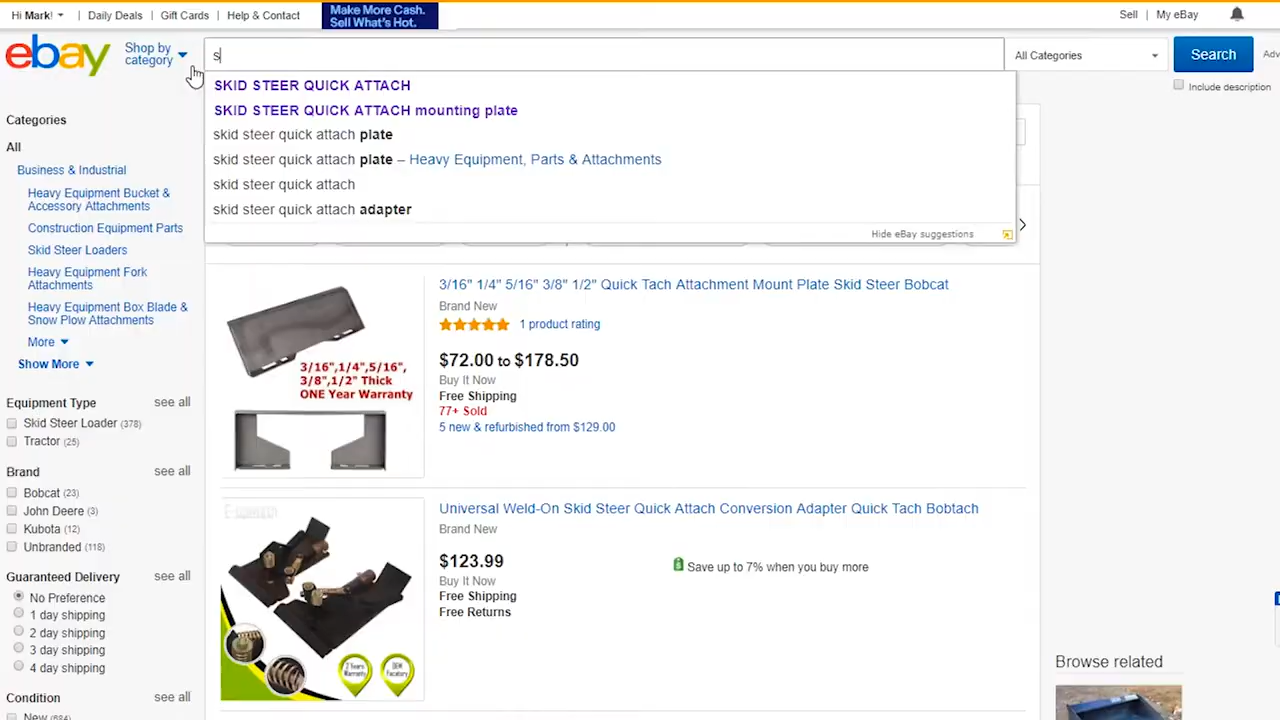 Hi Mark! Daily Deals Gift Cards Help & Contact
Make More Cash.
Sell What's Hot.
Sell My eBay
ebay
Shop by
category
s
All Categories
Search
Include description
SKID STEER QUICK ATTACH
SKID STEER QUICK ATTACH mounting plate
skid steer quick attach plate
skid steer quick attach plate – Heavy Equipment, Parts & Attachments
skid steer quick attach
skid steer quick attach adapter
Hide eBay suggestions
Categories
All
Business & Industrial
Heavy Equipment Bucket &
Accessory Attachments
Construction Equipment Parts
Skid Steer Loaders
Heavy Equipment Fork
Attachments
Heavy Equipment Box Blade &
Snow Plow Attachments
More
Show More
Equipment Type see all
Skid Steer Loader (378)
Tractor (25)
Brand see all
Bobcat (23)
John Deere (3)
Kubota (12)
Unbranded (118)
Guaranteed Delivery see all
No Preference
1 day shipping
2 day shipping
3 day shipping
4 day shipping
Condition see all
New (684)
3/16" 1/4" 5/16" 3/8" 1/2" Quick Tach Attachment Mount Plate Skid Steer Bobcat
Brand New
1 product rating
$72.00 to $178.50
Buy It Now
Free Shipping
77+ Sold
5 new & refurbished from $129.00
3/16",1/4",5/16",
3/8",1/2" Thick
ONE Year Warranty
Universal Weld-On Skid Steer Quick Attach Conversion Adapter Quick Tach Bobtach
Brand New
$123.99
Buy It Now
Free Shipping
Free Returns
Save up to 7% when you buy more
2 Years
Warranty
OEM
Factory
Browse related